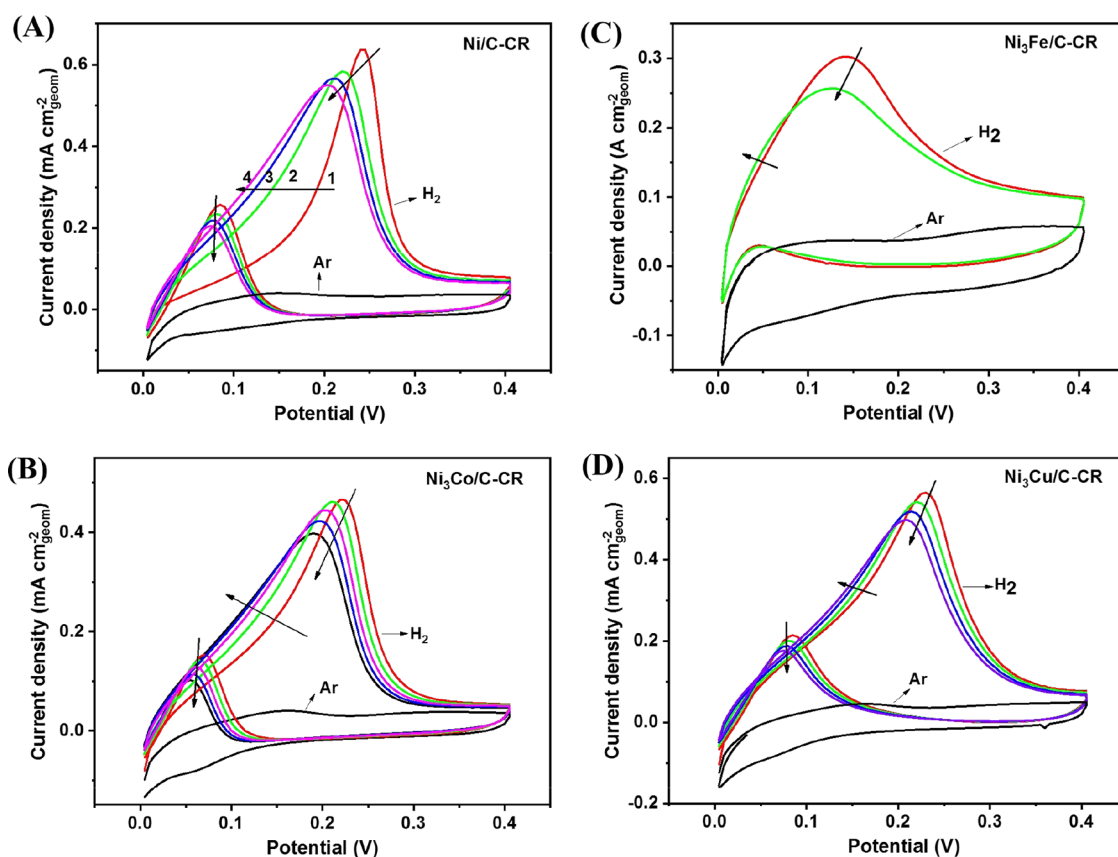 (A)
Ni/C-CR
Current density (mA cm⁻²geom)
0.6
0.4
0.2
0.0
4 3 2 1
H₂
Ar
0.0 0.1 0.2 0.3 0.4
Potential (V)
(C)
Ni₃Fe/C-CR
Current density (A cm⁻²geom)
0.3
0.2
0.1
0.0
-0.1
H2
Ar
0.0 0.1 0.2 0.3 0.4
Potential (V)
(B)
Ni₃Co/C-CR
Current density (mA cm⁻²geom)
0.4
0.2
0.0
H₂
Ar
0.0 0.1 0.2 0.3 0.4
Potential (V)
(D)
Ni₃Cu/C-CR
Current density (mA cm⁻²geom)
0.6
0.4
0.2
0.0
-0.2
H2
Ar
0.0 0.1 0.2 0.3 0.4
Potential (V)